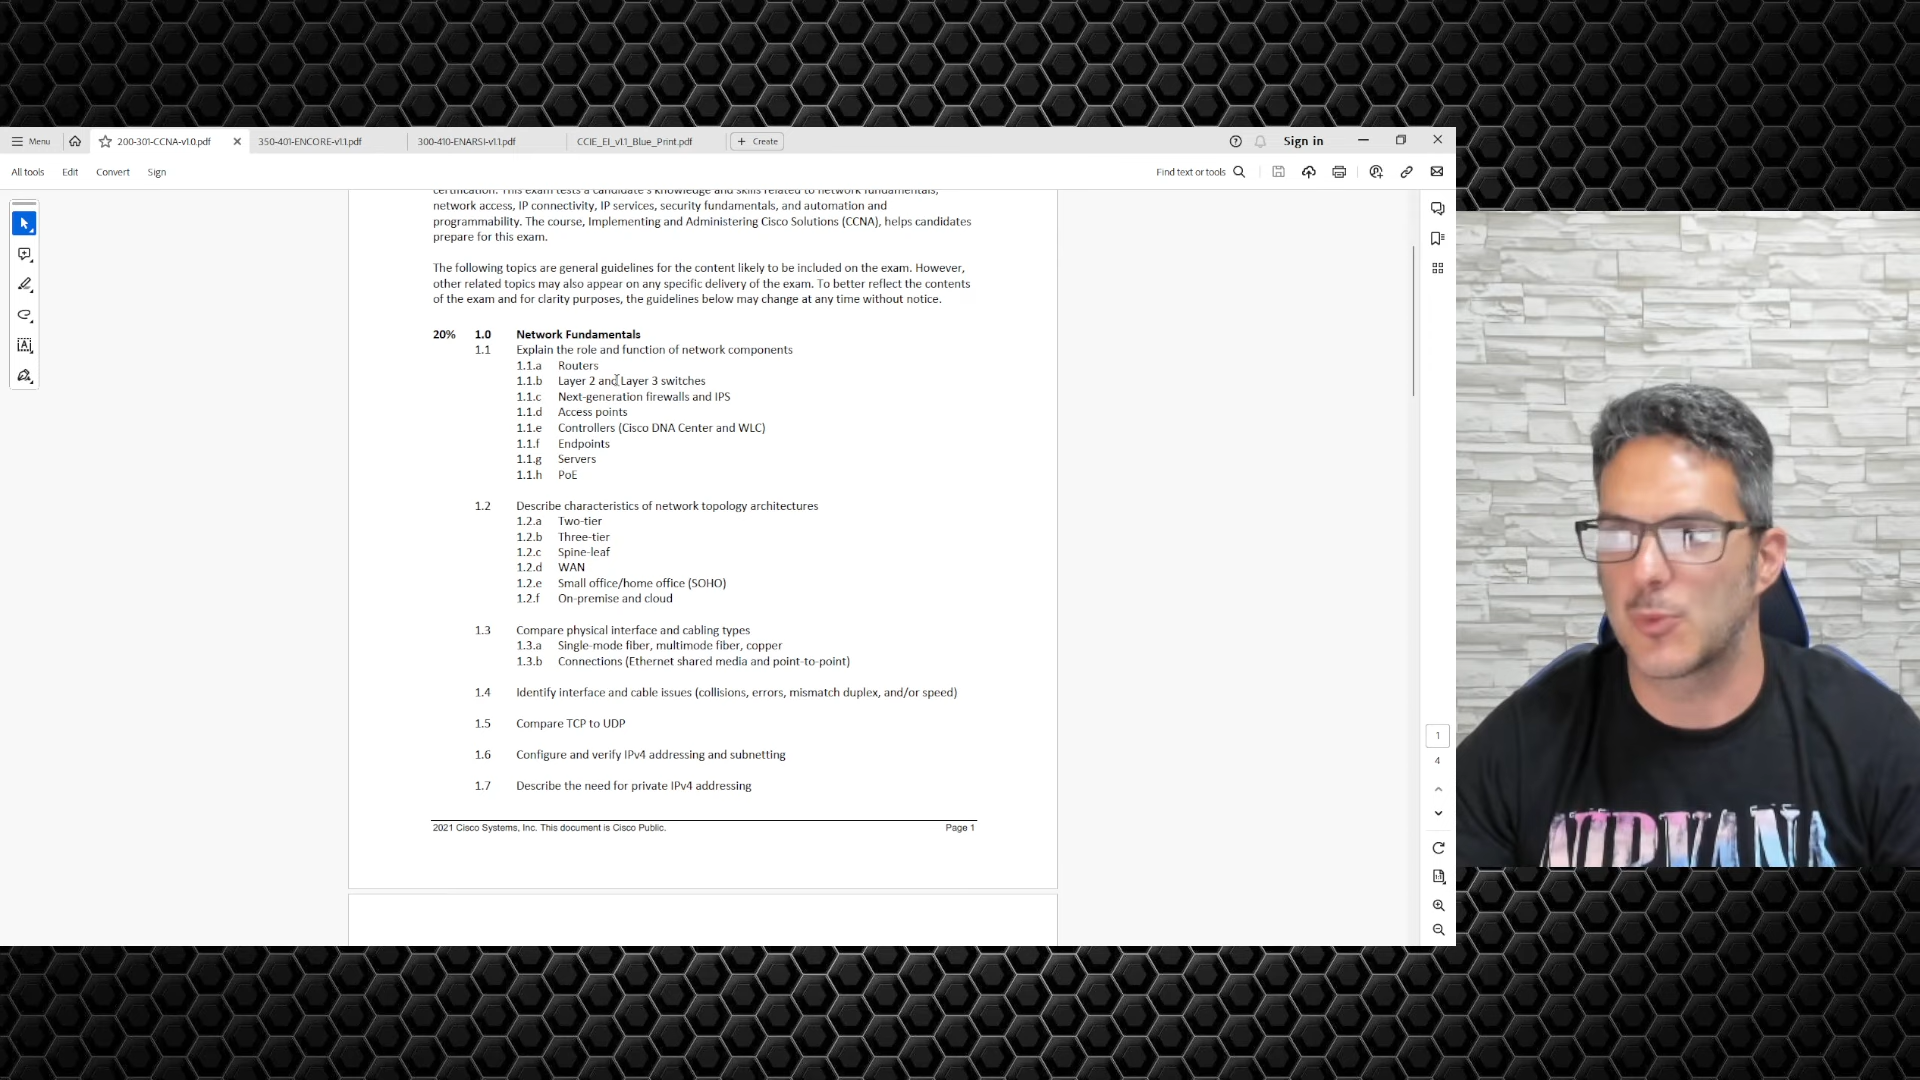 Menu
200-301-CCNA-v1.0.pdf
350-401-ENCORE-v1.1.pdf
300-410-ENARSI-v1.1.pdf
CCIE_EI_v1.1_Blue_Print.pdf
Create
Sign in
All tools
Edit
Convert
Sign
Find text or tools
certification. This exam tests a candidate's knowledge and skills related to network fundamentals,
network access, IP connectivity, IP services, security fundamentals, and automation and
programmability. The course, Implementing and Administering Cisco Solutions (CCNA), helps candidates
prepare for this exam.
The following topics are general guidelines for the content likely to be included on the exam. However,
other related topics may also appear on any specific delivery of the exam. To better reflect the contents
of the exam and for clarity purposes, the guidelines below may change at any time without notice.
20% 1.0 Network Fundamentals
1.1 Explain the role and function of network components
1.1.a Routers
1.1.b Layer 2 and Layer 3 switches
1.1.c Next-generation firewalls and IPS
1.1.d Access points
1.1.e Controllers (Cisco DNA Center and WLC)
1.1.f Endpoints
1.1.g Servers
1.1.h PoE
1.2 Describe characteristics of network topology architectures
1.2.a Two-tier
1.2.b Three-tier
1.2.c Spine-leaf
1.2.d WAN
1.2.e Small office/home office (SOHO)
1.2.f On-premise and cloud
1.3 Compare physical interface and cabling types
1.3.a Single-mode fiber, multimode fiber, copper
1.3.b Connections (Ethernet shared media and point-to-point)
1.4 Identify interface and cable issues (collisions, errors, mismatch duplex, and/or speed)
1.5 Compare TCP to UDP
1.6 Configure and verify IPv4 addressing and subnetting
1.7 Describe the need for private IPv4 addressing
2021 Cisco Systems, Inc. This document is Cisco Public. Page 1
1
4
NIRVANA